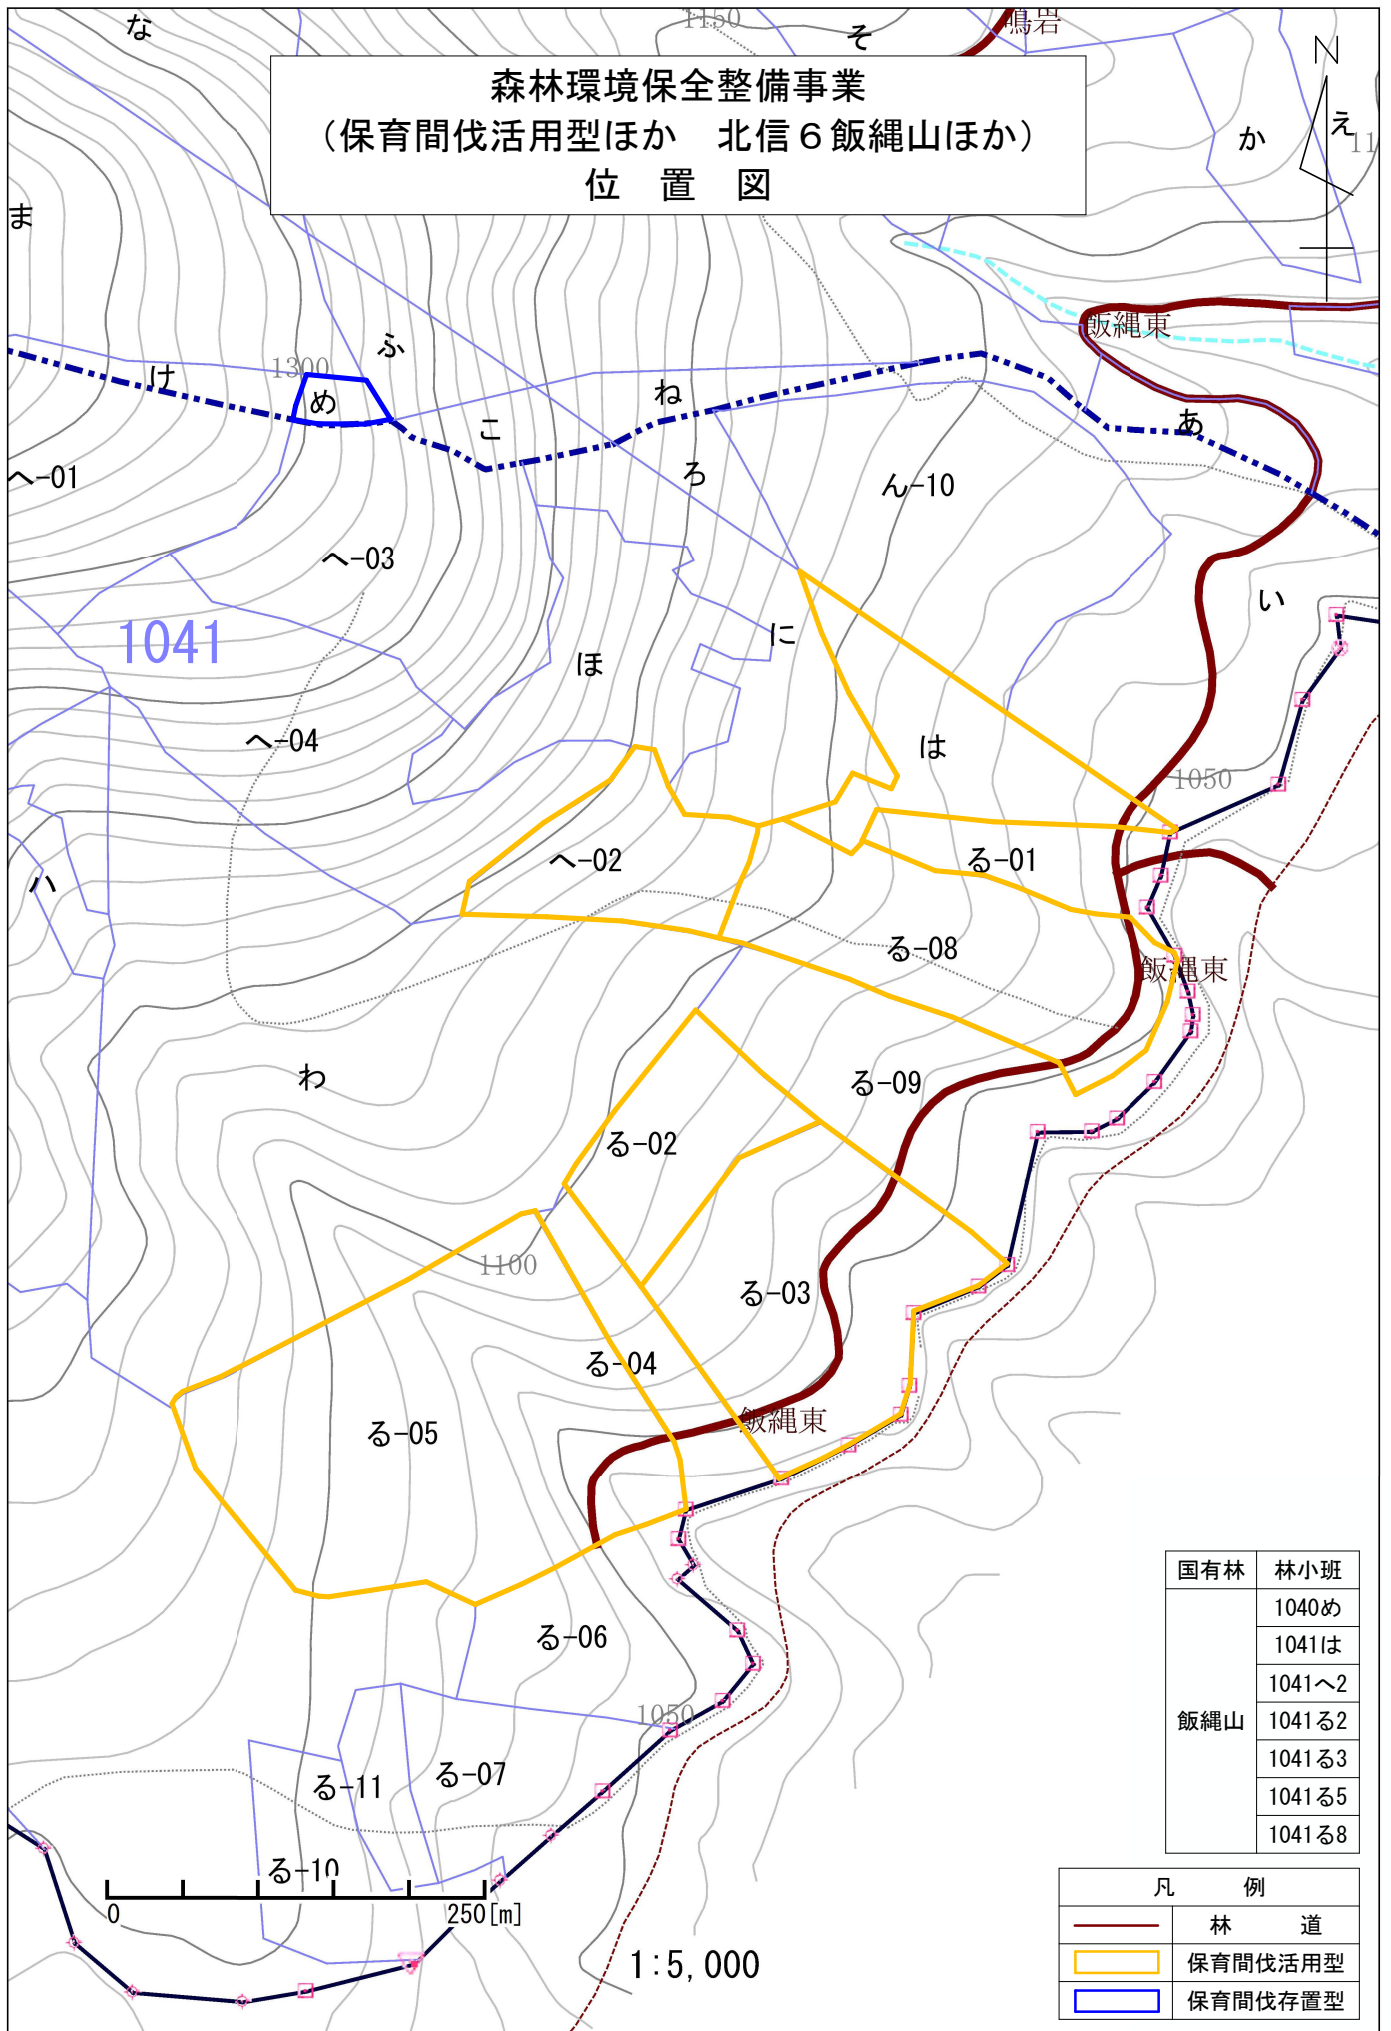 な
1150
そ
鳴岩
森林環境保全整備事業
（保育間伐活用型ほか　北信６飯縄山ほか）
位　置　図
N
か
え
11
ま
飯縄東
ふ
1300
け
め
ね
こ
あ
へ-01
ろ
ん-10
へ-03
い
1041
に
ほ
へ-04
は
1050
へ-02
る-01
ハ
る-08
飯縄東
わ
る-09
る-02
1100
る-03
る-04
飯縄東
る-05
る-06
1050
る-07
る-11
る-10
0
250[m]
1:5,000
国有林　林小班
飯縄山
1040め
1041は
1041へ2
1041る2
1041る3
1041る5
1041る8
凡　例
林　道
保育間伐活用型
保育間伐存置型